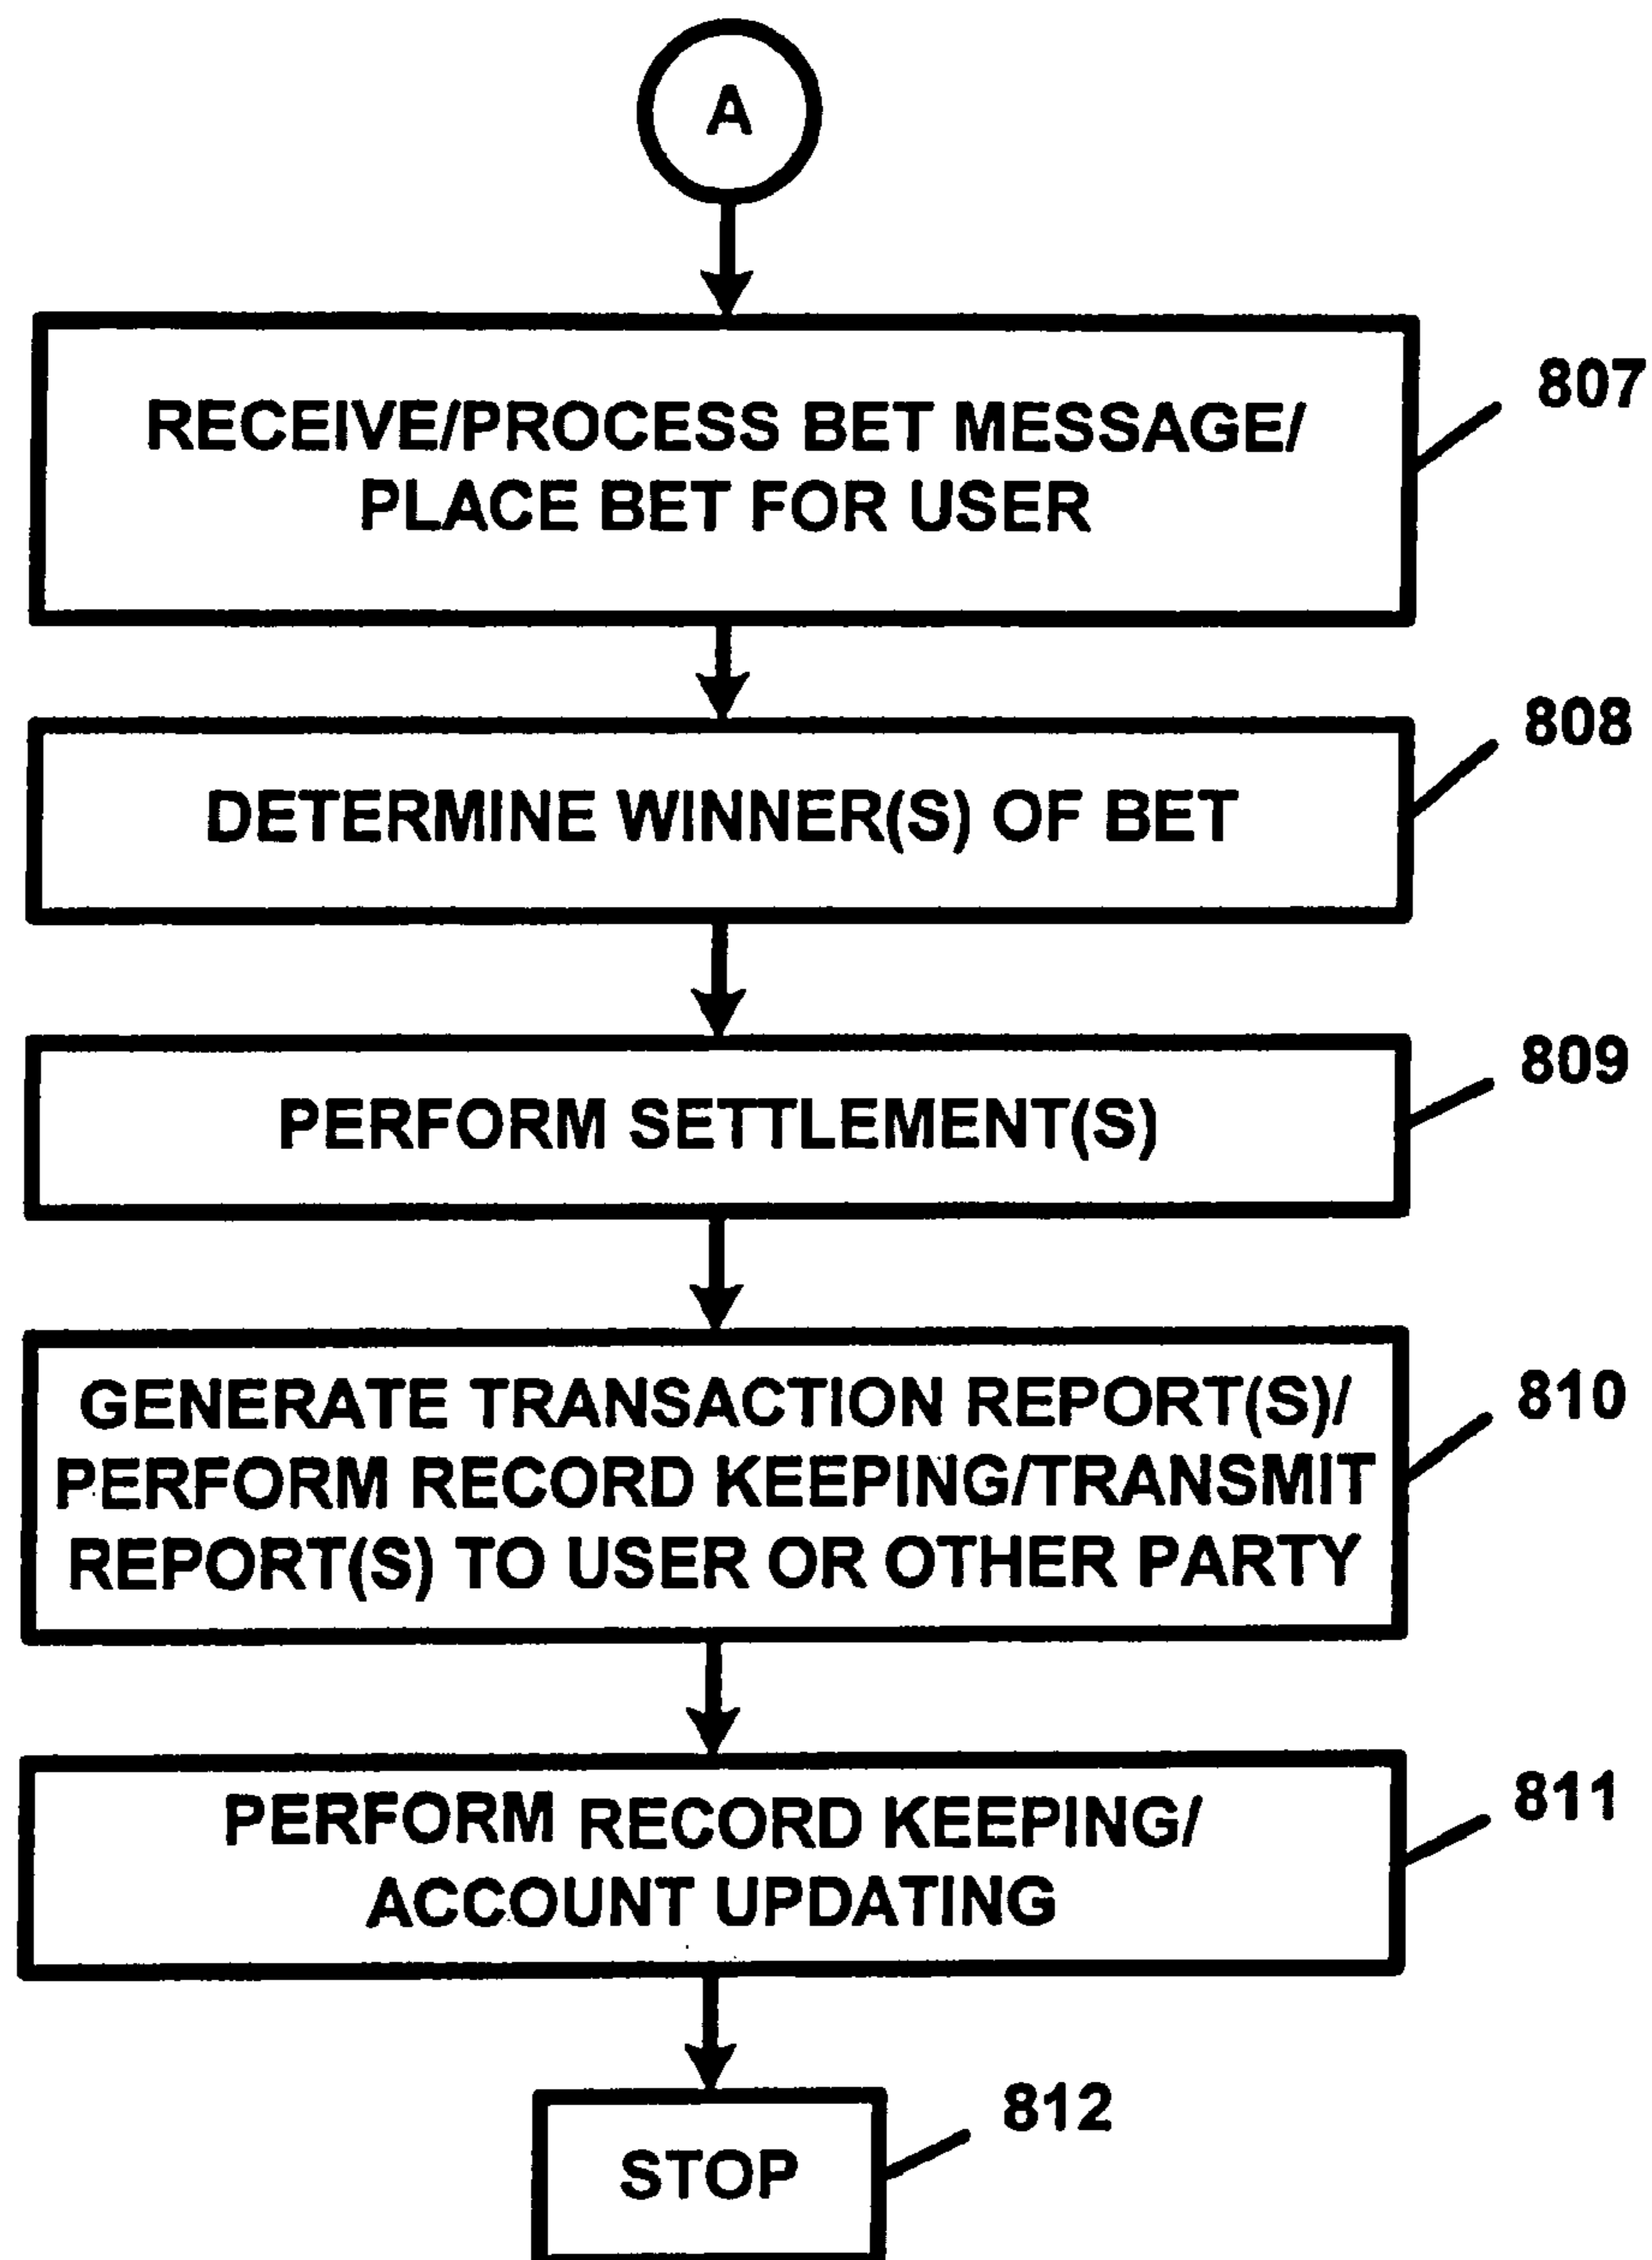 A
807
RECEIVE/PROCESS BET MESSAGE/
PLACE BET FOR USER
808
DETERMINE WINNER(S) OF BET
809
PERFORM SETTLEMENT(S)
810
GENERATE TRANSACTION REPORT(S)/
PERFORM RECORD KEEPING/TRANSMIT
REPORT(S) TO USER OR OTHER PARTY
811
PERFORM RECORD KEEPING/
ACCOUNT UPDATING
812
STOP